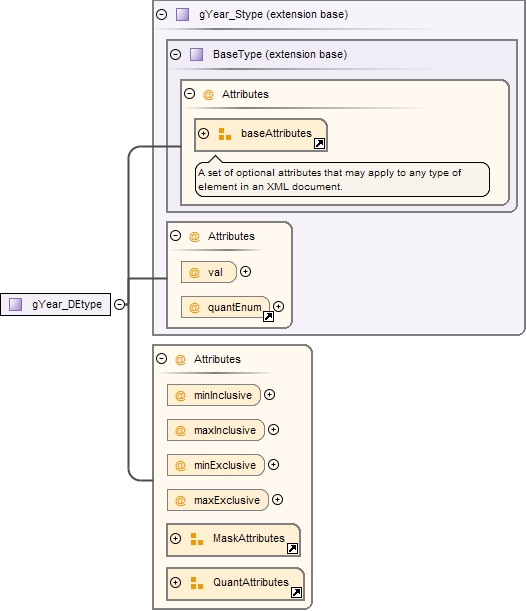 gYear_Stype (extension base)
BaseType (extension base)
@ Attributes
baseAttributes
A set of optional attributes that may apply to any type of
element in an XML document.
@ Attributes
@ val
@ quantEnum
gYear_DEtype
@ Attributes
@ minInclusive
@ maxInclusive
@ minExclusive
@ maxExclusive
MaskAttributes
QuantAttributes